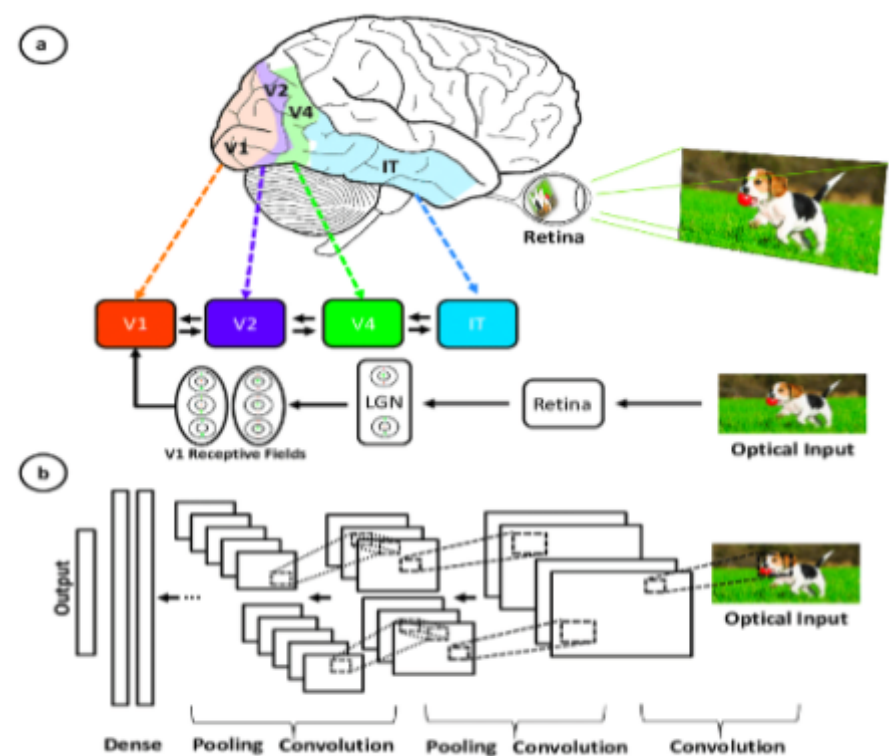 a
V2
V4
V1
IT
Retina
V1
V2
V4
IT
LGN
Retina
V1 Receptive Fields
Optical Input
b
Output
Optical Input
Dense
Pooling
Convolution
Pooling
Convolution
Convolution